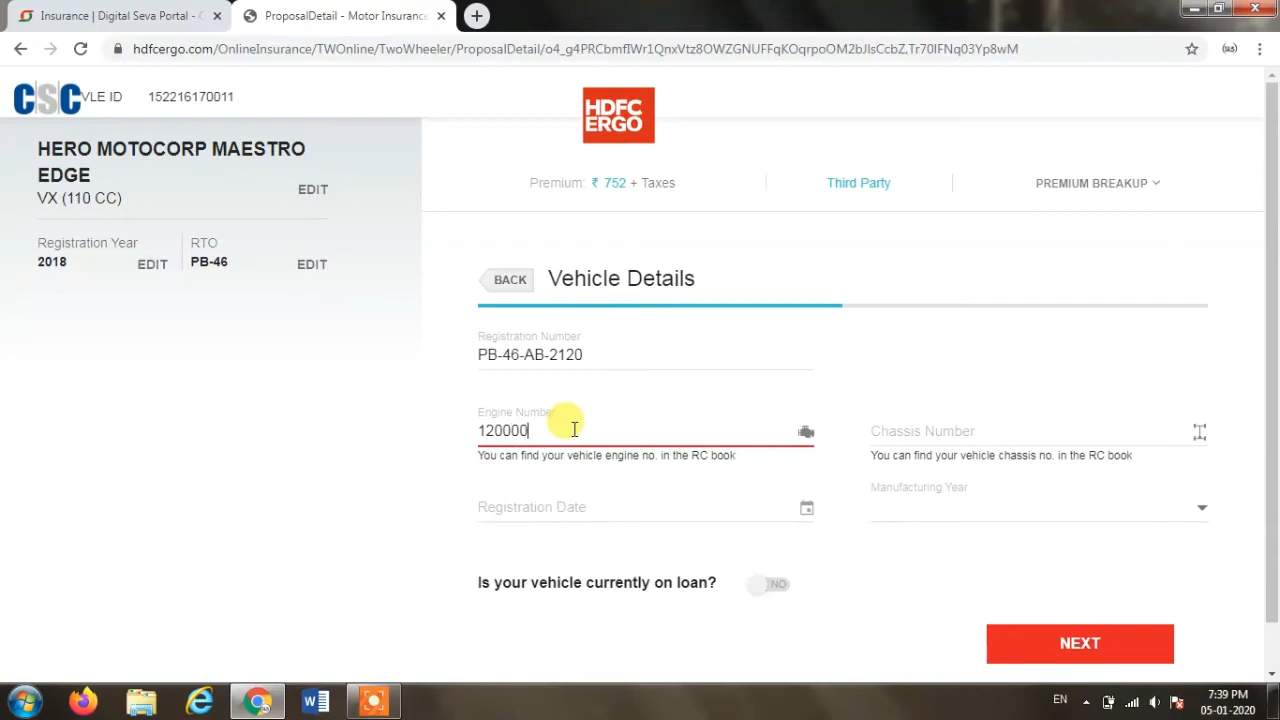 Insurance | Digital Seva Portal - C
ProposalDetail - Motor Insurance
hdfcergo.com/OnlineInsurance/TWOnline/TwoWheeler/ProposalDetail/
CSC VLE ID 152216170011
HDFC
ERGO
HERO MOTOCORP MAESTRO
EDGE
VX (110 CC)
EDIT
Premium: ₹ 752 + Taxes
Third Party
PREMIUM BREAKUP
Registration Year
2018
EDIT
RTO
PB-46
EDIT
BACK
Vehicle Details
Registration Number
PB-46-AB-2120
Engine Number
120000
You can find your vehicle engine no. in the RC book
Chassis Number
You can find your vehicle chassis no. in the RC book
Registration Date
Manufacturing Year
Is your vehicle currently on loan?
NO
NEXT
EN
7:39 PM
05-01-2020